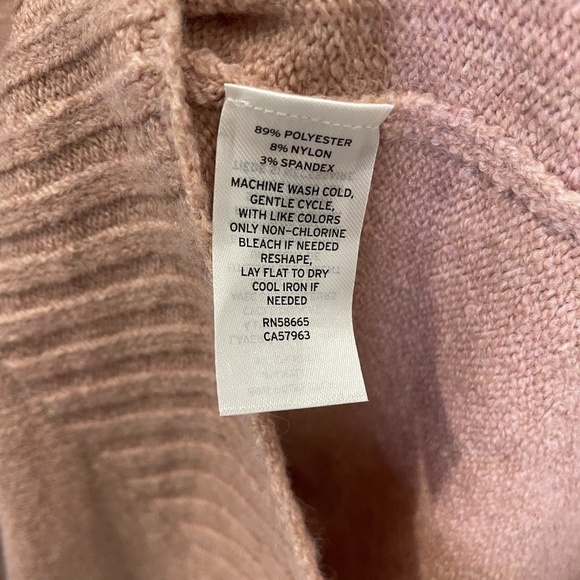 89% POLYESTER
8% NYLON
3% SPANDEX
MACHINE WASH COLD,
GENTLE CYCLE,
WITH LIKE COLORS
ONLY NON-CHLORINE
BLEACH IF NEEDED
RESHAPE,
LAY FLAT TO DRY
COOL IRON IF
NEEDED
RN58665
CA57963